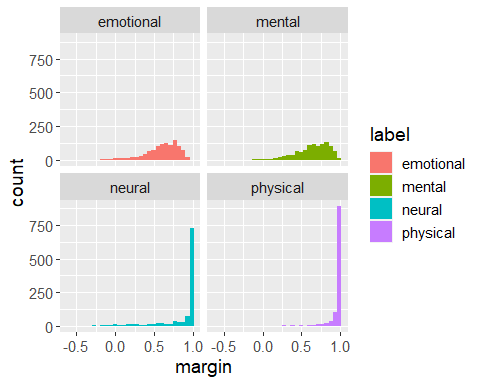 emotional mental
750
500
250
0
neural physical
750
500
250
0
-0.5 0.0 0.5 1.0 -0.5 0.0 0.5 1.0
margin
count
label
emotional
mental
neural
physical